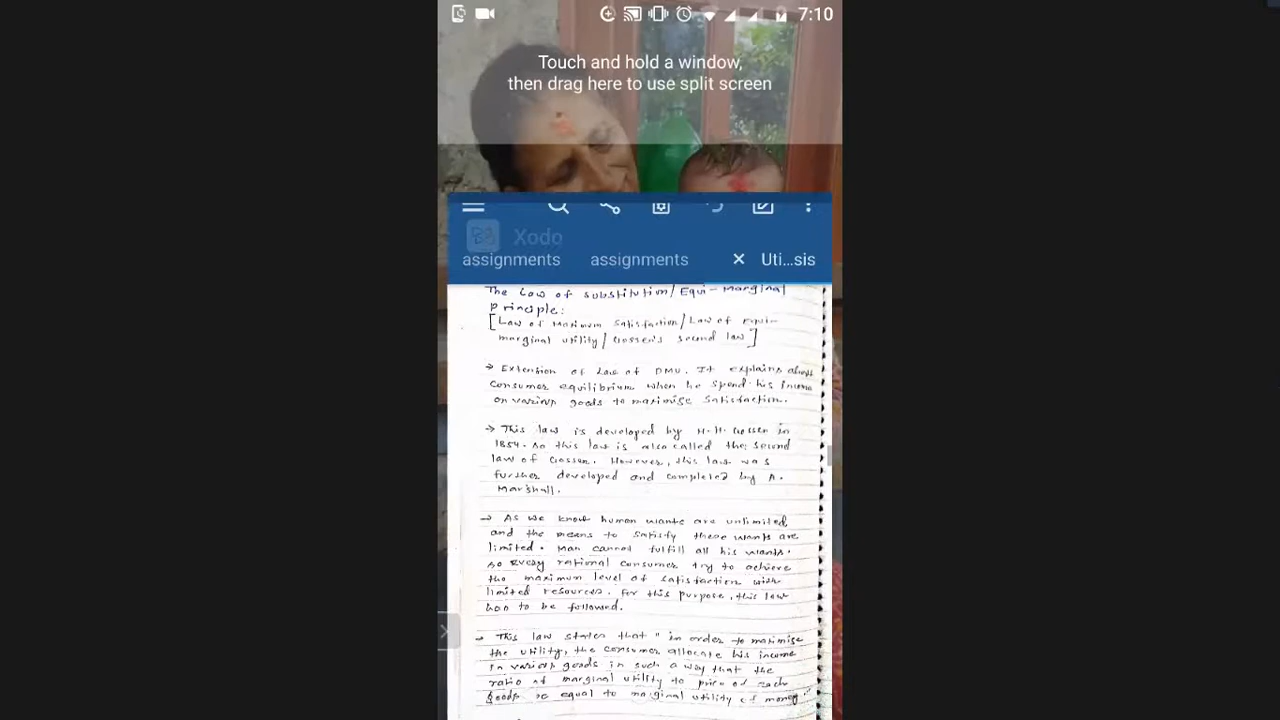 7:10
Touch and hold a window,
then drag here to use split screen
Xodo
assignments assignments × Uti...sis
The Law of Substitution/Equi-Marginal
Principle:
[Law of Maximum Satisfaction/Law of Equi-
marginal utility/Gossen's Second law]
→ Extension of Law of DMU. It explains about
consumer equilibrium when he spend his income
on various goods to maximise satisfaction.
→ This law is developed by H.H. Gossen in
1854. So this law is also called the second
law of Gossen. However, this law was
further developed and completed by A.
Marshall.
→ As we know human wants are unlimited
and the means to satisfy these wants are
limited. Man cannot fulfill all his wants.
so every rational consumer try to achieve
the maximum level of satisfaction with
limited resources. For this purpose, this law
has to be followed.
→ This law states that "in order to maximise
the utility, the consumer allocate his income
in various goods in such a way that the
ratio of marginal utility to price of each
goods is equal to marginal utility of money."